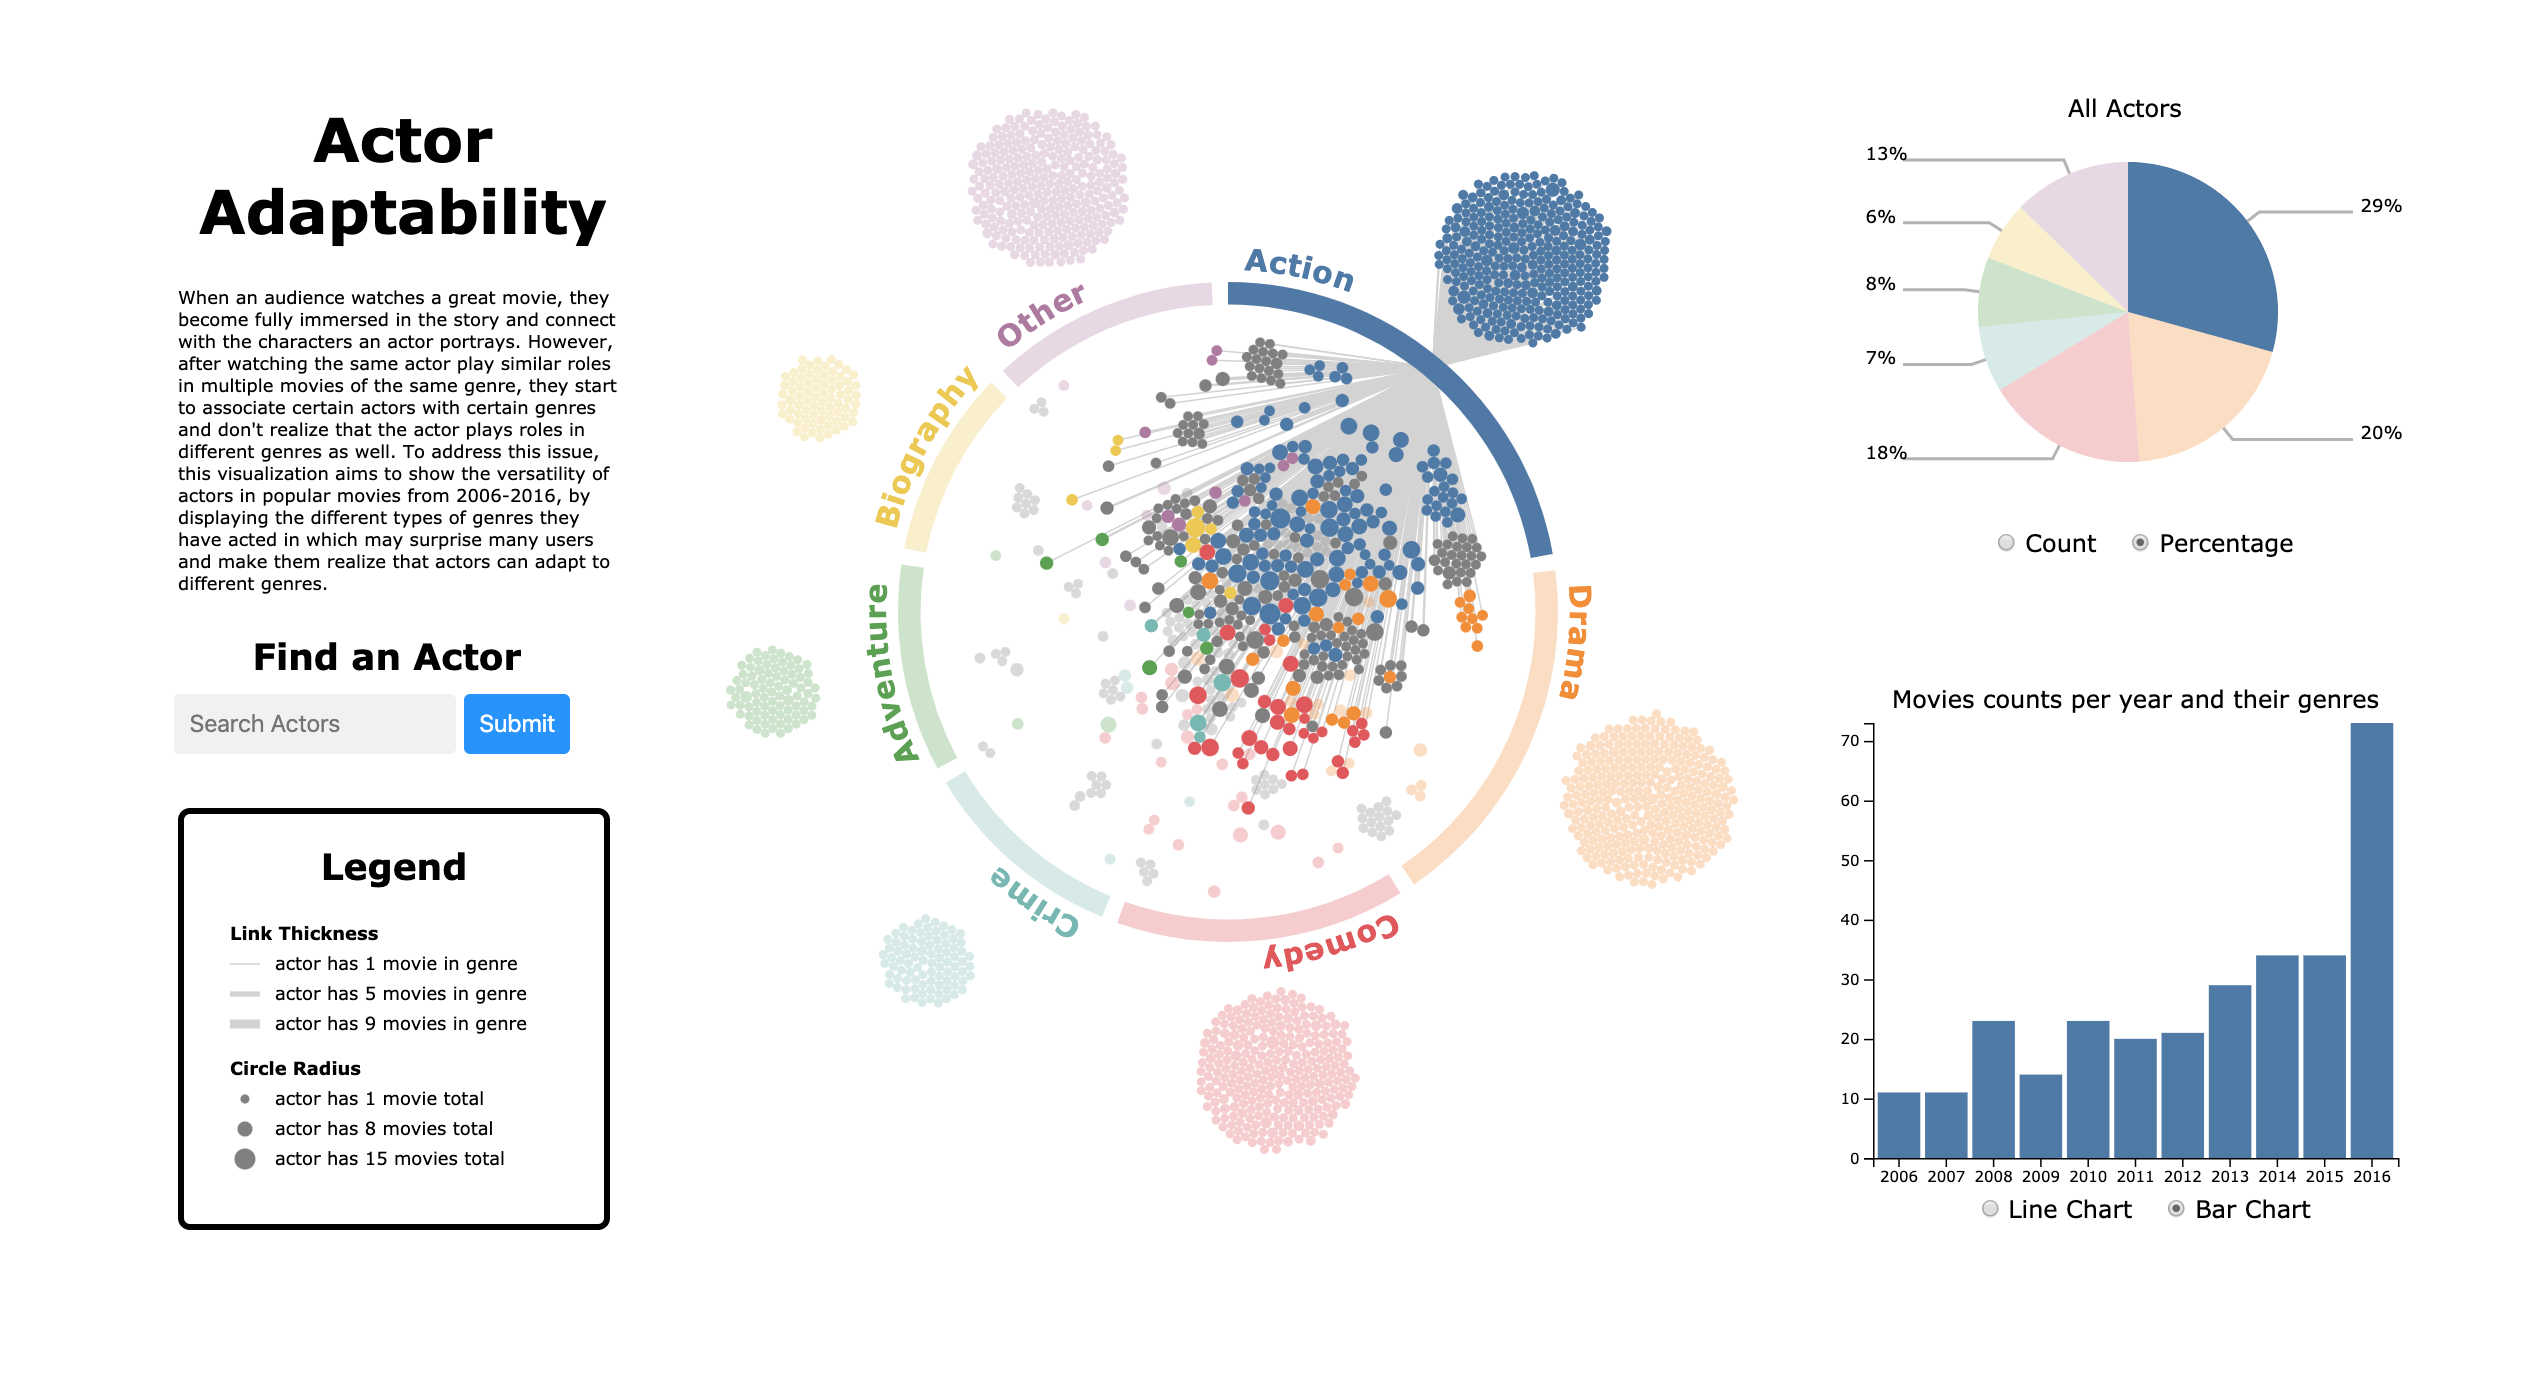 Actor
Adaptability
When an audience watches a great movie, they
become fully immersed in the story and connect
with the characters an actor portrays. However,
after watching the same actor play similar roles
in multiple movies of the same genre, they start
to associate certain actors with certain genres
and don't realize that the actor plays roles in
different genres as well. To address this issue,
this visualization aims to show the versatility of
actors in popular movies from 2006-2016, by
displaying the different types of genres they
have acted in which may surprise many users
and make them realize that actors can adapt to
different genres.
Find an Actor
Search Actors
Submit
Legend
Link Thickness
actor has 1 movie in genre
actor has 5 movies in genre
actor has 9 movies in genre
Circle Radius
actor has 1 movie total
actor has 8 movies total
actor has 15 movies total
Action
Drama
Comedy
Crime
Adventure
Biography
Other
All Actors
13%
29%
6%
8%
7%
20%
18%
Count
Percentage
Movies counts per year and their genres
70
60
50
40
30
20
10
0
2006 2007 2008 2009 2010 2011 2012 2013 2014 2015 2016
Line Chart
Bar Chart